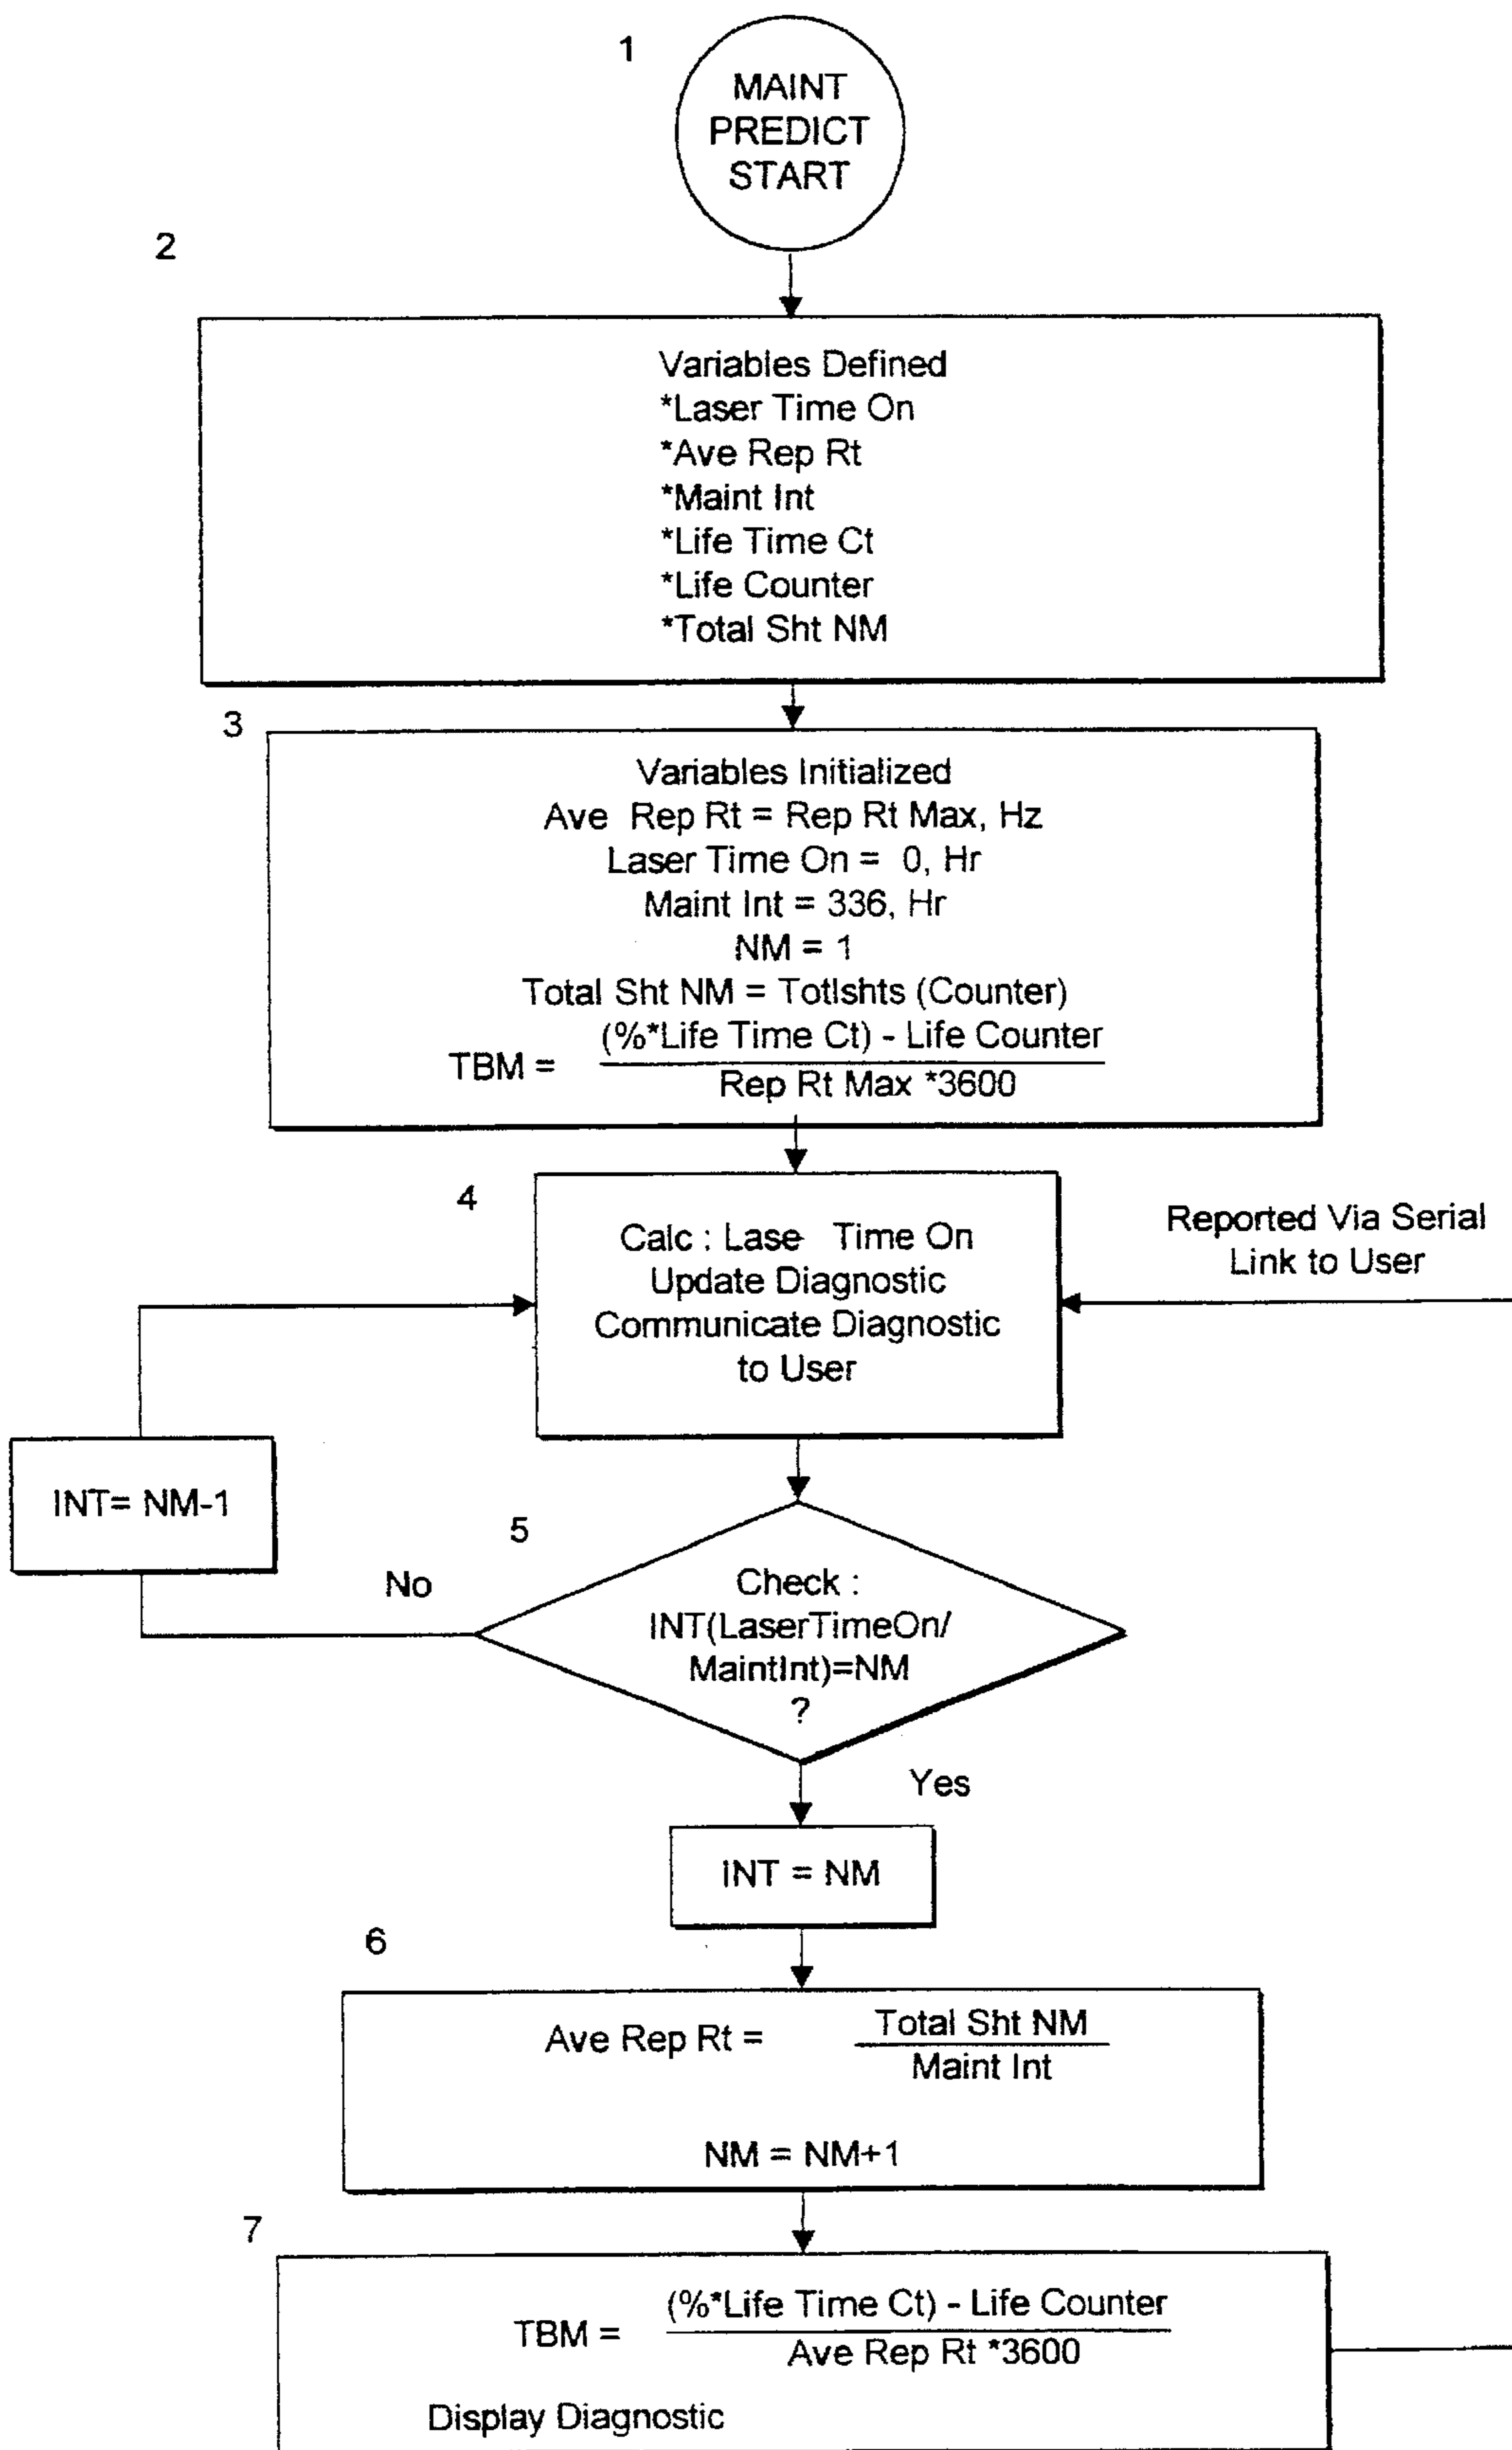 1
MAINT
PREDICT
START
2
Variables Defined
*Laser Time On
*Ave Rep Rt
*Maint Int
*Life Time Ct
*Life Counter
*Total Sht NM
3
Variables Initialized
Ave Rep Rt = Rep Rt Max, Hz
Laser Time On = 0, Hr
Maint Int = 336, Hr
NM = 1
Total Sht NM = Totlshts (Counter)
(%*Life Time Ct) - Life Counter
TBM =
Rep Rt Max *3600
4
Calc : Lase Time On
Update Diagnostic
Communicate Diagnostic
to User
Reported Via Serial
Link to User
INT= NM-1
5
No
Check :
INT(LaserTimeOn/
MaintInt)=NM
?
Yes
INT = NM
6
Ave Rep Rt =
Total Sht NM
Maint Int
NM = NM+1
7
(%*Life Time Ct) - Life Counter
TBM =
Ave Rep Rt *3600
Display Diagnostic